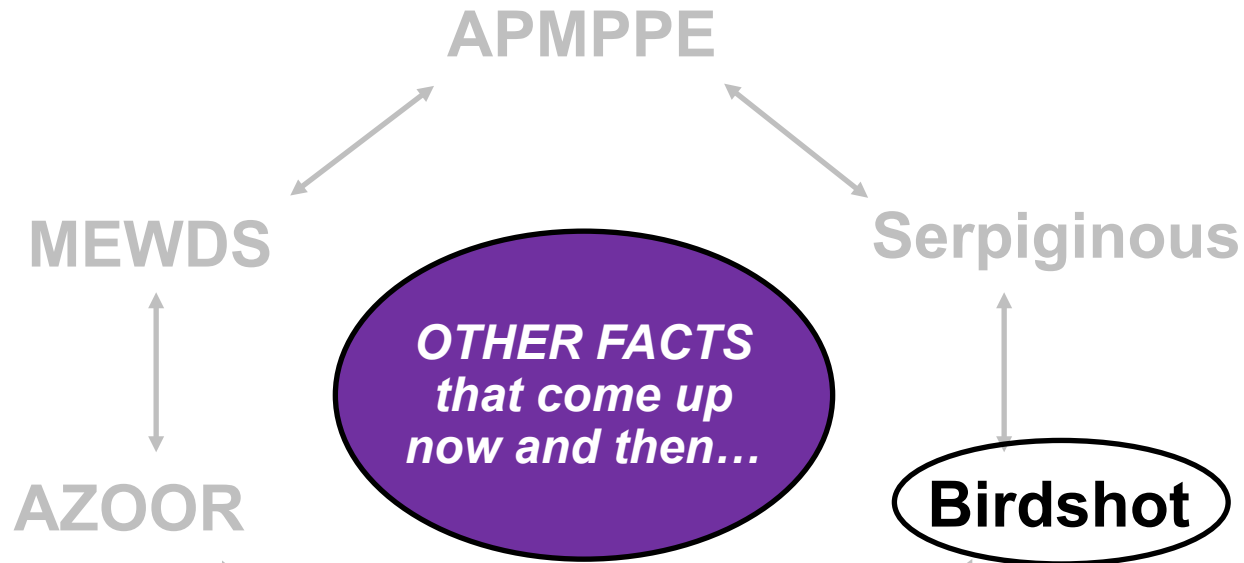 APMPPE
MEWDS
Serpiginous
OTHER FACTS
that come up
now and then…
AZOOR
Birdshot